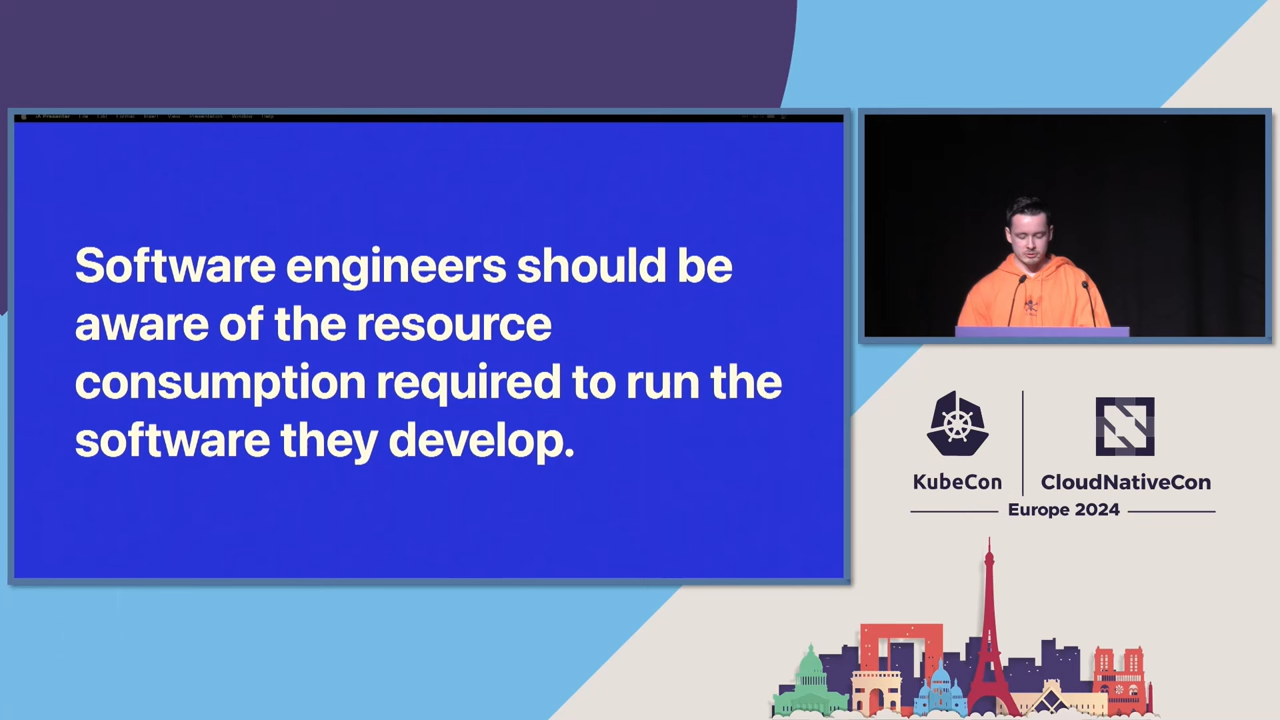 Software engineers should be
aware of the resource
consumption required to run the
software they develop.
KubeCon
CloudNativeCon
Europe 2024